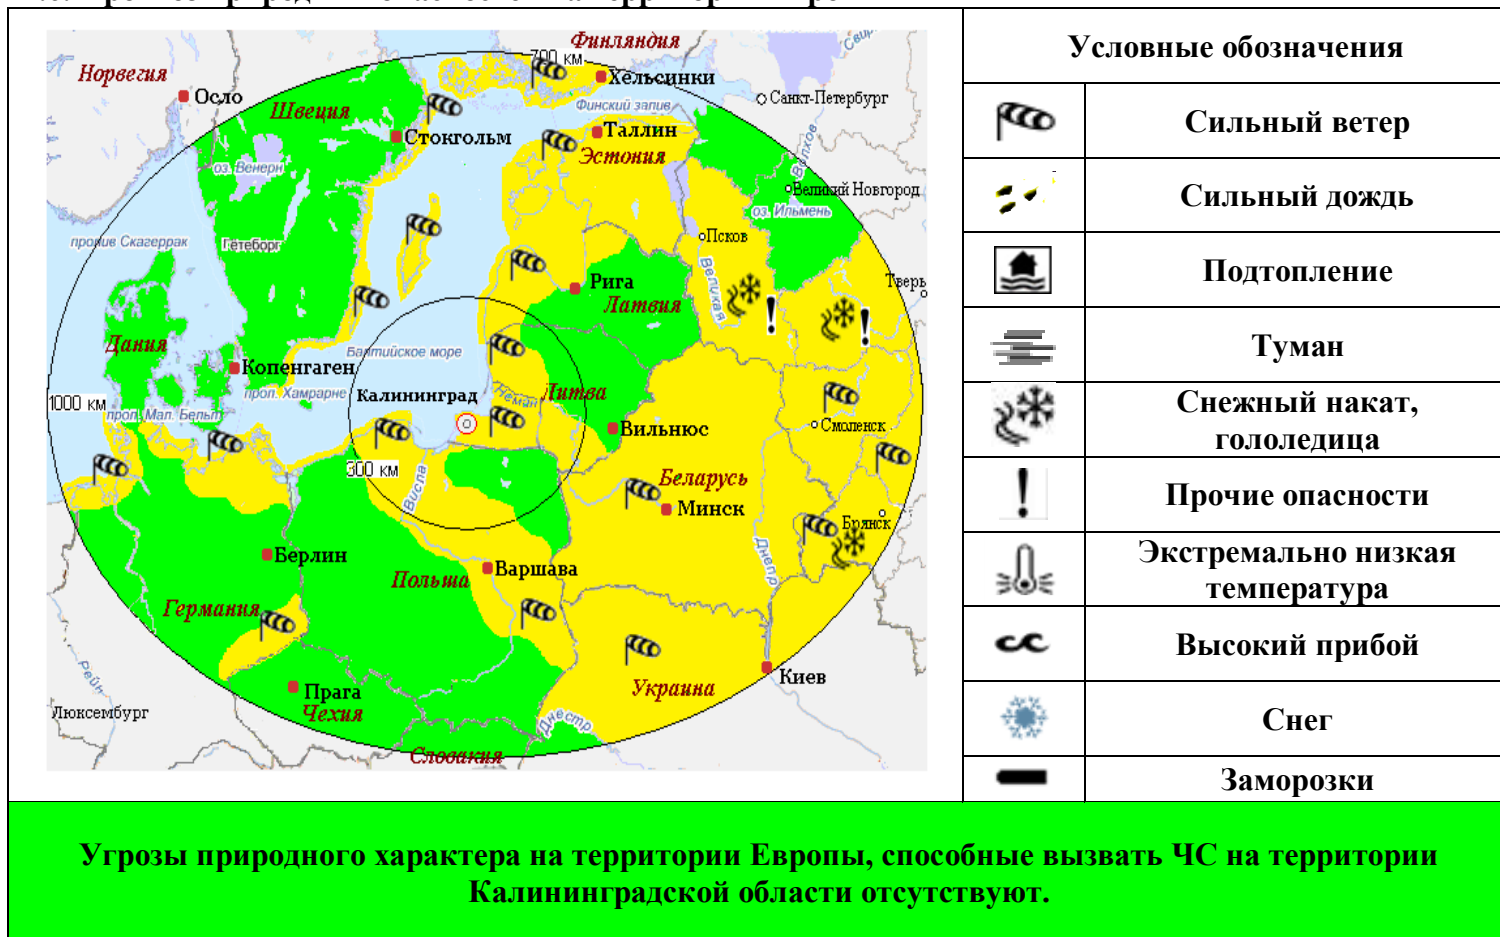 Финляндия
700 км
Норвегия
Хельсинки
Осло
Санкт-Петербург
Швеция
Финский залив
Волхов
Стокгольм
Таллин
Эстония
оз. Венерн
Великий Новгород
оз. Ильмень
Псков
пролив Скагеррак
Гетеборг
Великая
Рига
Тверь
Латвия
Дания
Балтийское море
Копенгаген
Калининград
Неман
Литва
1000 км
прол. Хамрарне
прол. Мал. Бельт
Смоленск
Вильнюс
300 км
Висла
Беларусь
Минск
Брянск
Днепр
Берлин
Варшава
Польша
Германия
Рейн
Прага
Чехия
Украина
Киев
Люксембург
Днестр
Словакия
Условные обозначения
Сильный ветер
Сильный дождь
Подтопление
Туман
Снежный накат,
гололедица
Прочие опасности
Экстремально низкая
температура
Высокий прибой
Снег
Заморозки
Угрозы природного характера на территории Европы, способные вызвать ЧС на территории
Калининградской области отсутствуют.